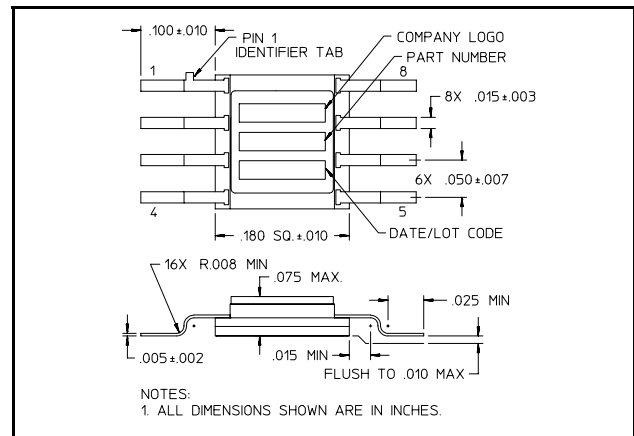 .100±.010
PIN 1
IDENTIFIER TAB
COMPANY LOGO
PART NUMBER
1
8
8X .015±.003
6X .050±.007
4
5
.180 SQ.±.010
DATE/LOT CODE
16X R.008 MIN
.075 MAX.
.025 MIN
.005±.002
.015 MIN
FLUSH TO .010 MAX
NOTES:
1. ALL DIMENSIONS SHOWN ARE IN INCHES.